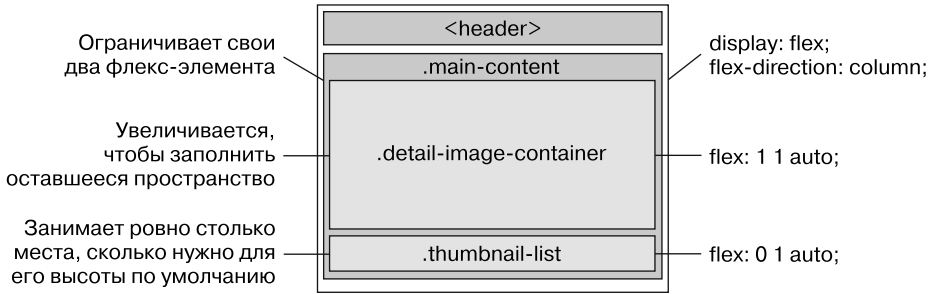 <header>
Ограничивает свои
два флекс-элемента
.main-content
display: flex;
flex-direction: column;
Увеличивается,
чтобы заполнить
оставшееся пространство
.detail-image-container
flex: 1 1 auto;
Занимает ровно столько
места, сколько нужно для
его высоты по умолчанию
.thumbnail-list
flex: 0 1 auto;